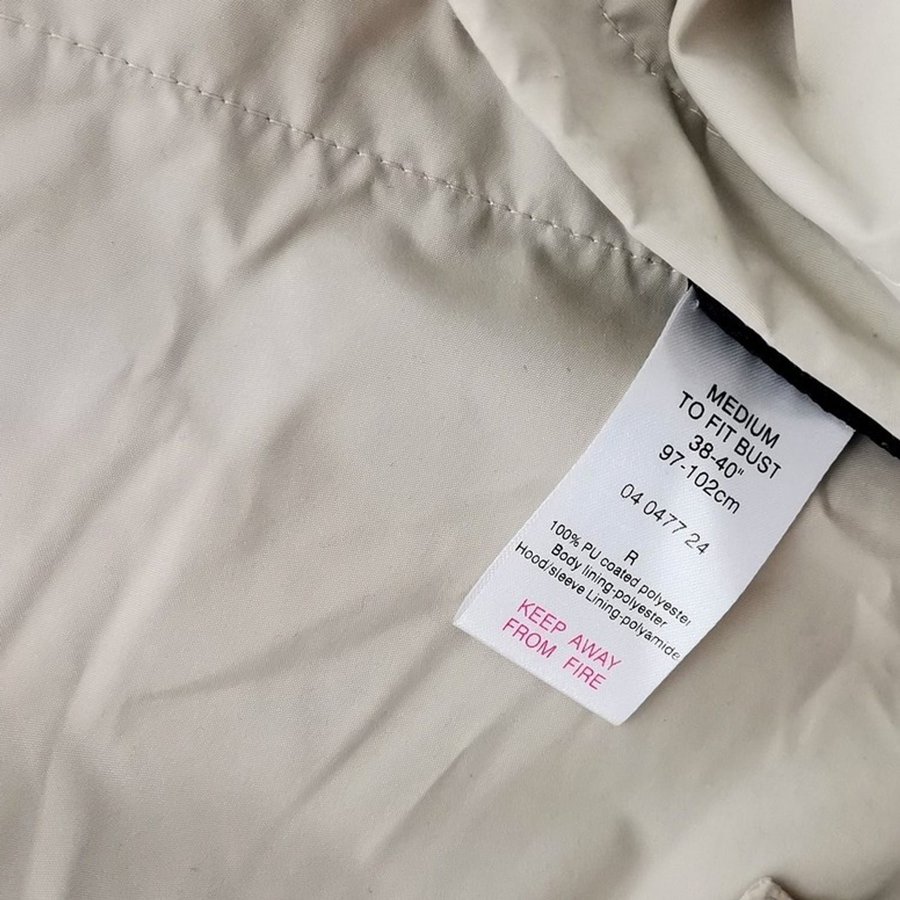 MEDIUM
TO FIT BUST
38-40"
97-102cm
04 0477 24
R
100% PU coated polyester
Body lining-polyester
Hood/sleeve Lining-polyamide
KEEP AWAY
FROM FIRE